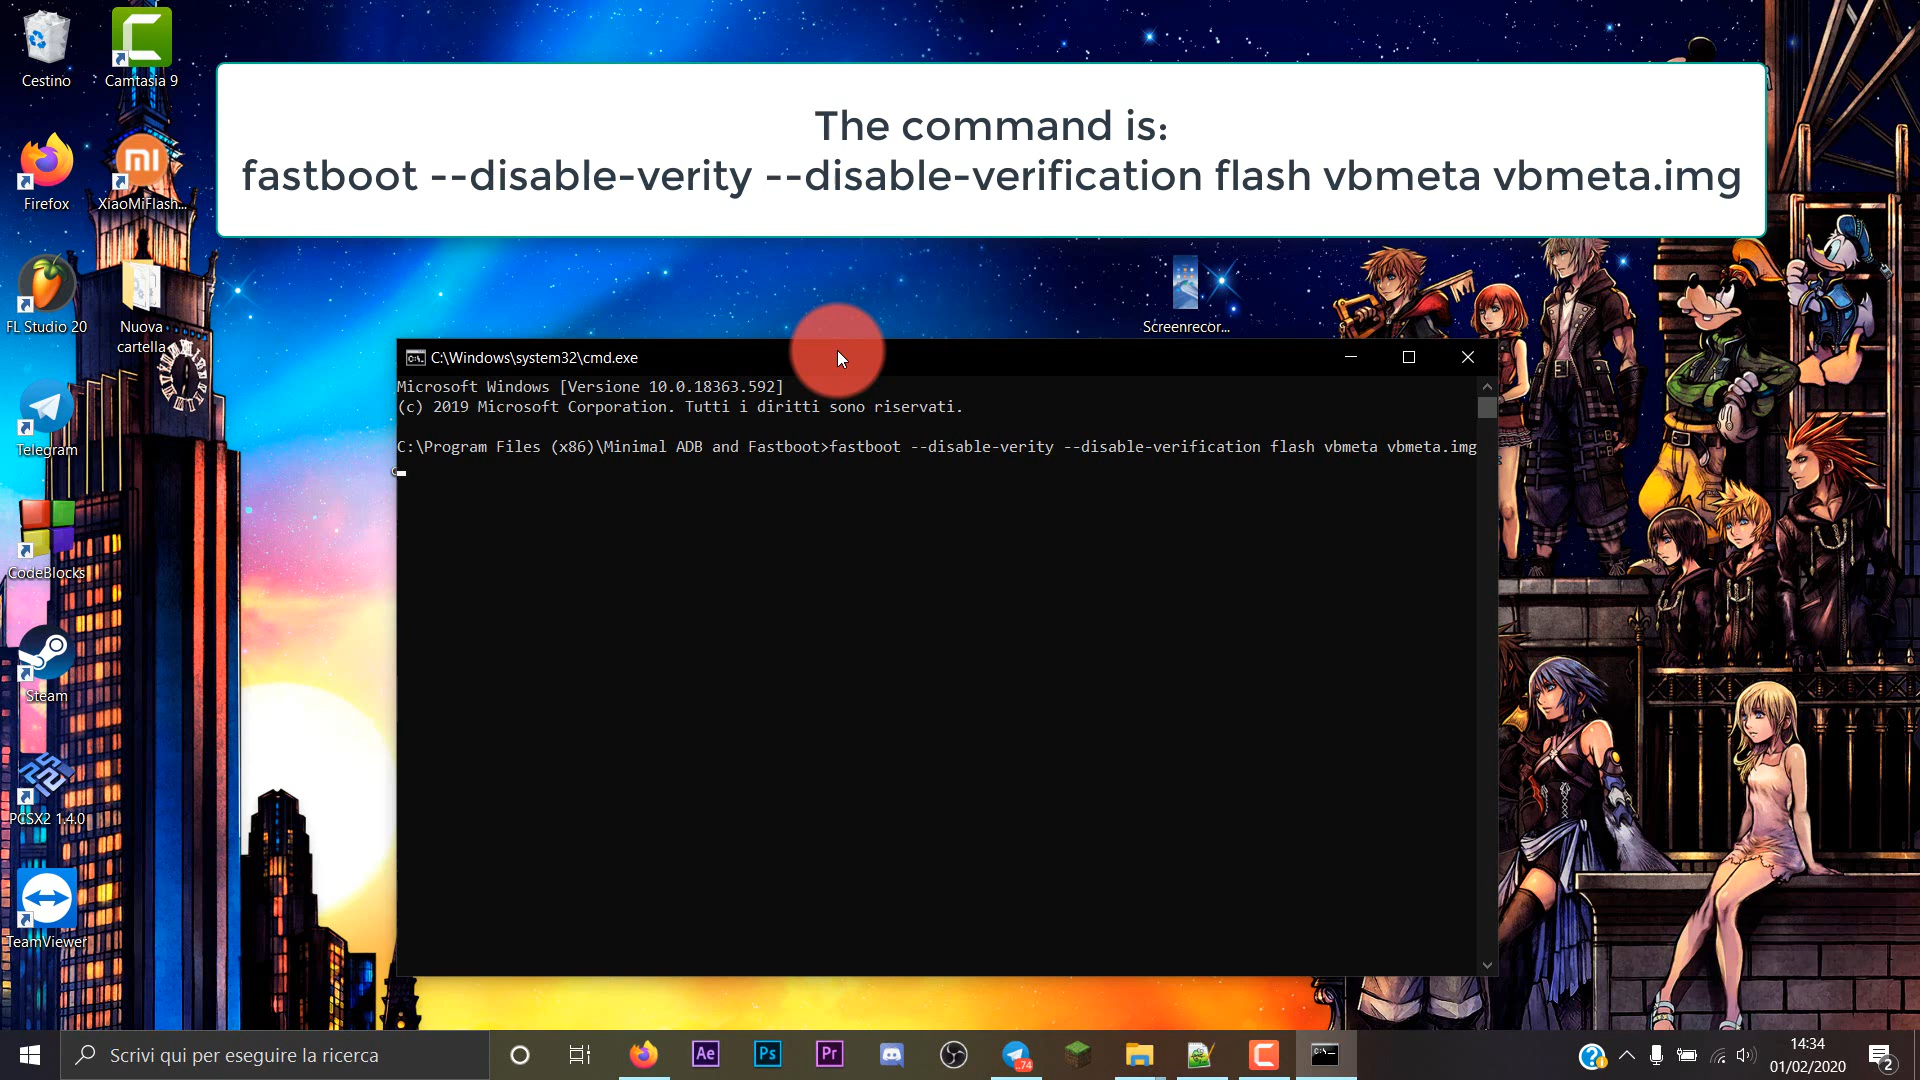 The command is:
fastboot --disable-verity --disable-verification flash vbmeta vbmeta.img
Cestino
Camtasia 9
Firefox
XiaoMiFlash...
FL Studio 20
Nuova
cartella
Telegram
CodeBlocks
Steam
PCSX2 1.4.0
TeamViewer
Screenrecor...
C:\Windows\system32\cmd.exe
Microsoft Windows [Versione 10.0.18363.592]
(c) 2019 Microsoft Corporation. Tutti i diritti sono riservati.
C:\Program Files (x86)\Minimal ADB and Fastboot>fastboot --disable-verity --disable-verification flash vbmeta vbmeta.img
Scrivi qui per eseguire la ricerca
Ae
Ps
Pr
74
14:34
01/02/2020
2